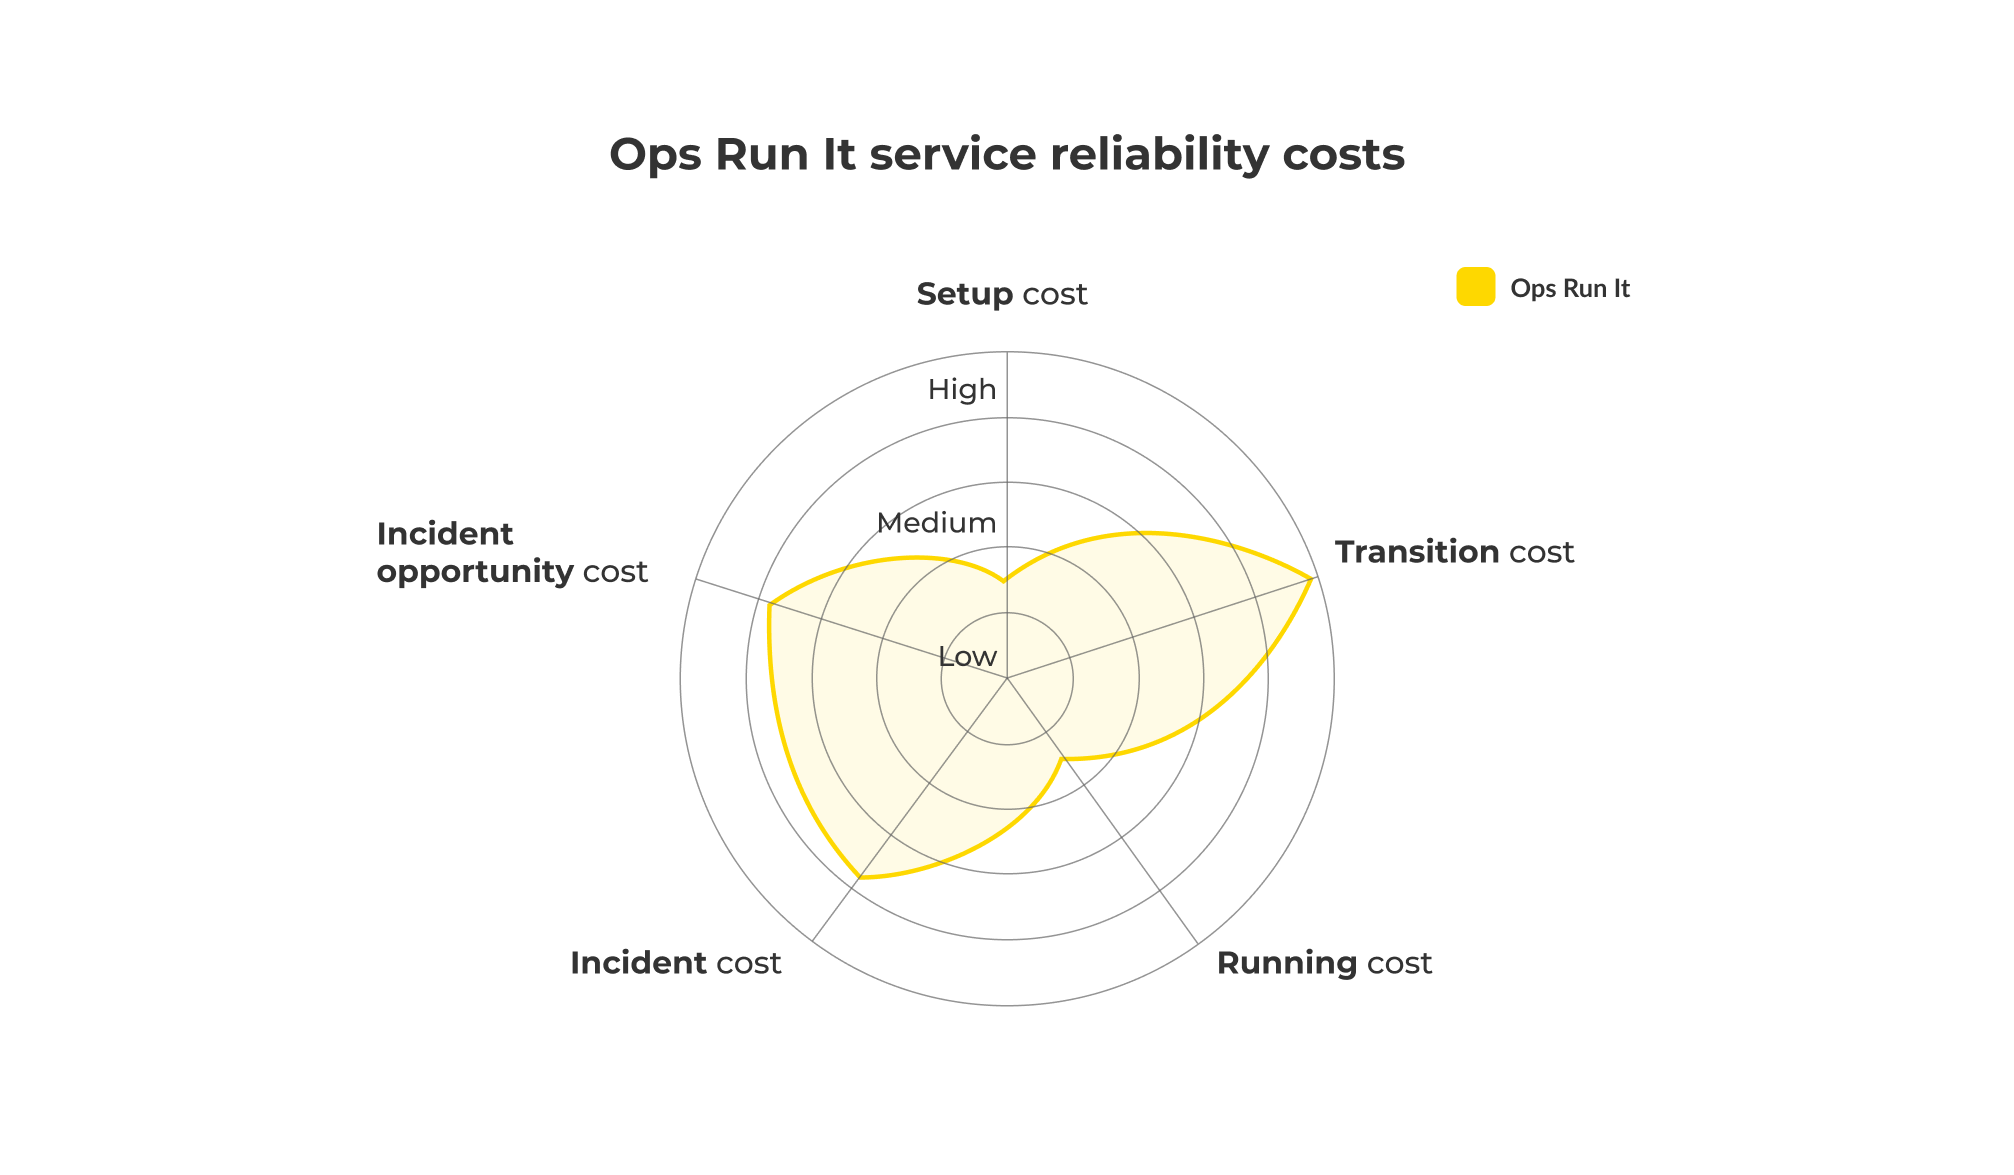 Ops Run It service reliability costs
Setup cost
Ops Run It
High
Medium
Low
Incident
opportunity cost
Transition cost
Incident cost
Running cost